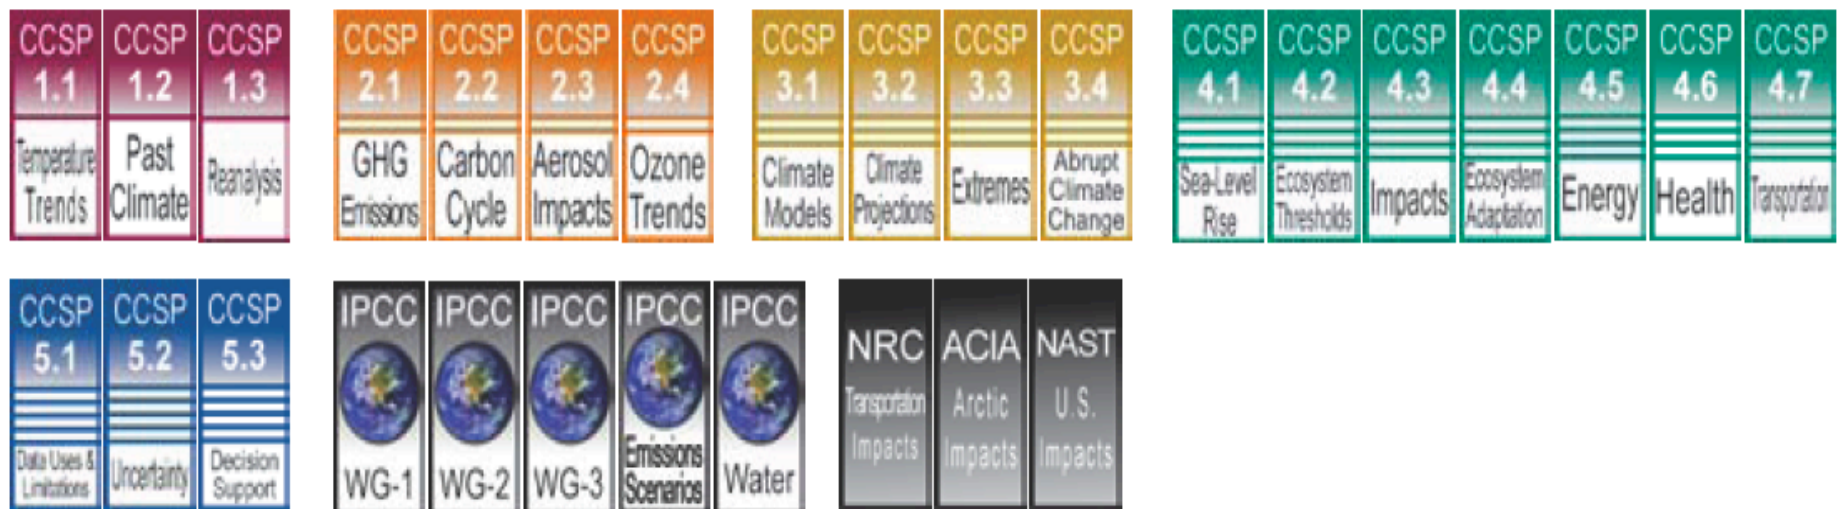 CCSP
1.1
Temperature
Trends
CCSP
1.2
Past
Climate
CCSP
1.3
Reanalysis
CCSP
2.1
GHG
Emissions
CCSP
2.2
Carbon
Cycle
CCSP
2.3
Aerosol
Impacts
CCSP
2.4
Ozone
Trends
CCSP
3.1
Climate
Models
CCSP
3.2
Climate
Projections
CCSP
3.3
Extremes
CCSP
3.4
Abrupt
Climate
Change
CCSP
4.1
Sea-Level
Rise
CCSP
4.2
Ecosystem
Thresholds
CCSP
4.3
Impacts
CCSP
4.4
Ecosystem
Adaptation
CCSP
4.5
Energy
CCSP
4.6
Health
CCSP
4.7
Transportation
CCSP
5.1
Data Uses &
Limitations
CCSP
5.2
Uncertainty
CCSP
5.3
Decision
Support
IPCC
WG-1
IPCC
WG-2
IPCC
WG-3
IPCC
Emissions
Scenarios
IPCC
Water
NRC
Transportation
Impacts
ACIA
Arctic
Impacts
NAST
U.S.
Impacts